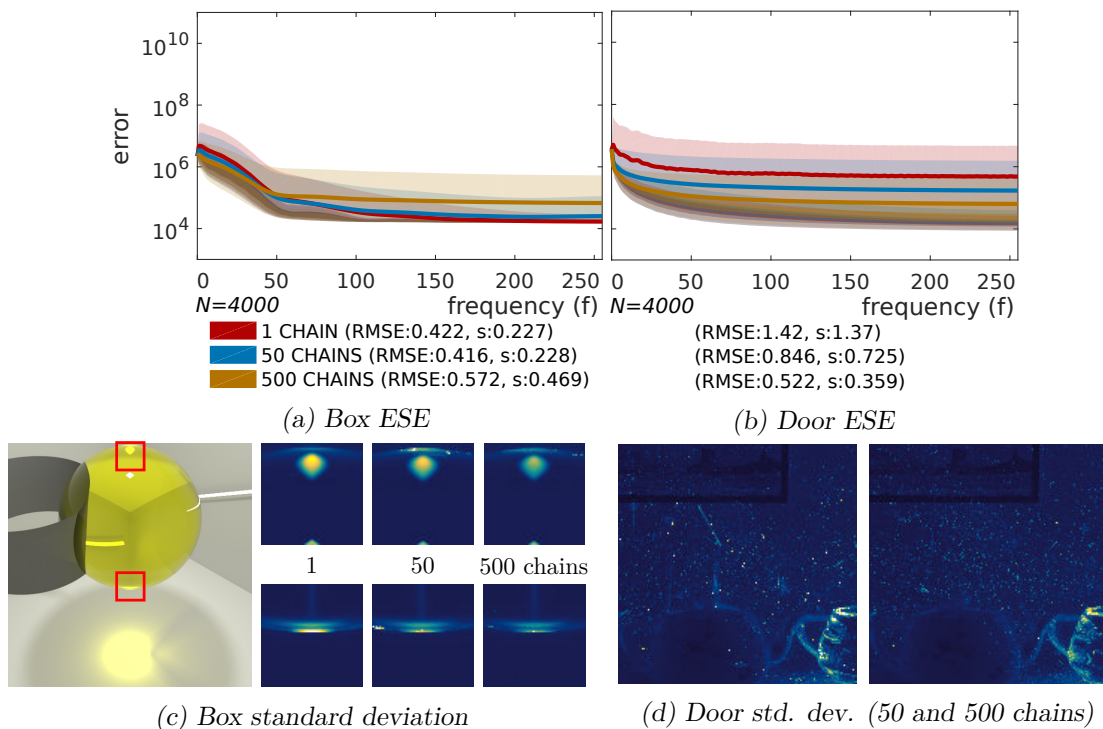 error
10^10
10^8
10^6
10^4
0 50 100 150 200 250
N=4000 frequency (f)
0 50 100 150 200 250
N=4000 frequency (f)
1 CHAIN (RMSE:0.422, s:0.227) (RMSE:1.42, s:1.37)
50 CHAINS (RMSE:0.416, s:0.228) (RMSE:0.846, s:0.725)
500 CHAINS (RMSE:0.572, s:0.469) (RMSE:0.522, s:0.359)
(a) Box ESE
(b) Door ESE
1 50 500 chains
(c) Box standard deviation
(d) Door std. dev. (50 and 500 chains)